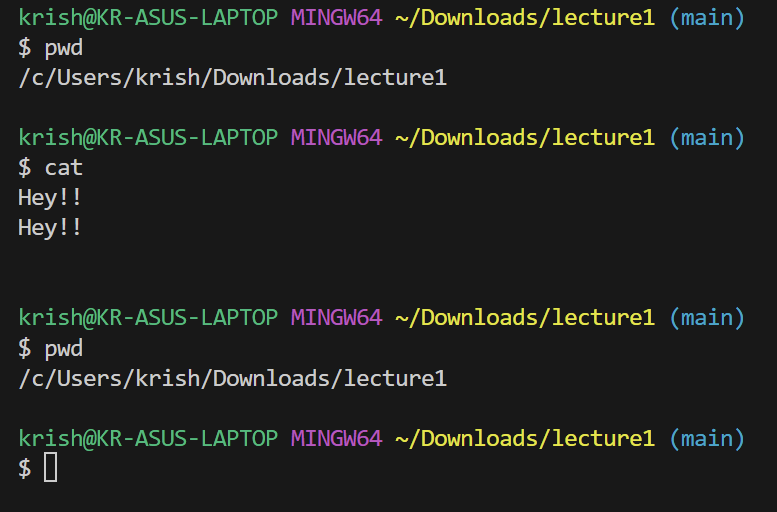 krish@KR-ASUS-LAPTOP MINGW64 ~/Downloads/lecture1 (main)
$ pwd
/c/Users/krish/Downloads/lecture1
krish@KR-ASUS-LAPTOP MINGW64 ~/Downloads/lecture1 (main)
$ cat
Hey!!
Hey!!
krish@KR-ASUS-LAPTOP MINGW64 ~/Downloads/lecture1 (main)
$ pwd
/c/Users/krish/Downloads/lecture1
krish@KR-ASUS-LAPTOP MINGW64 ~/Downloads/lecture1 (main)
$